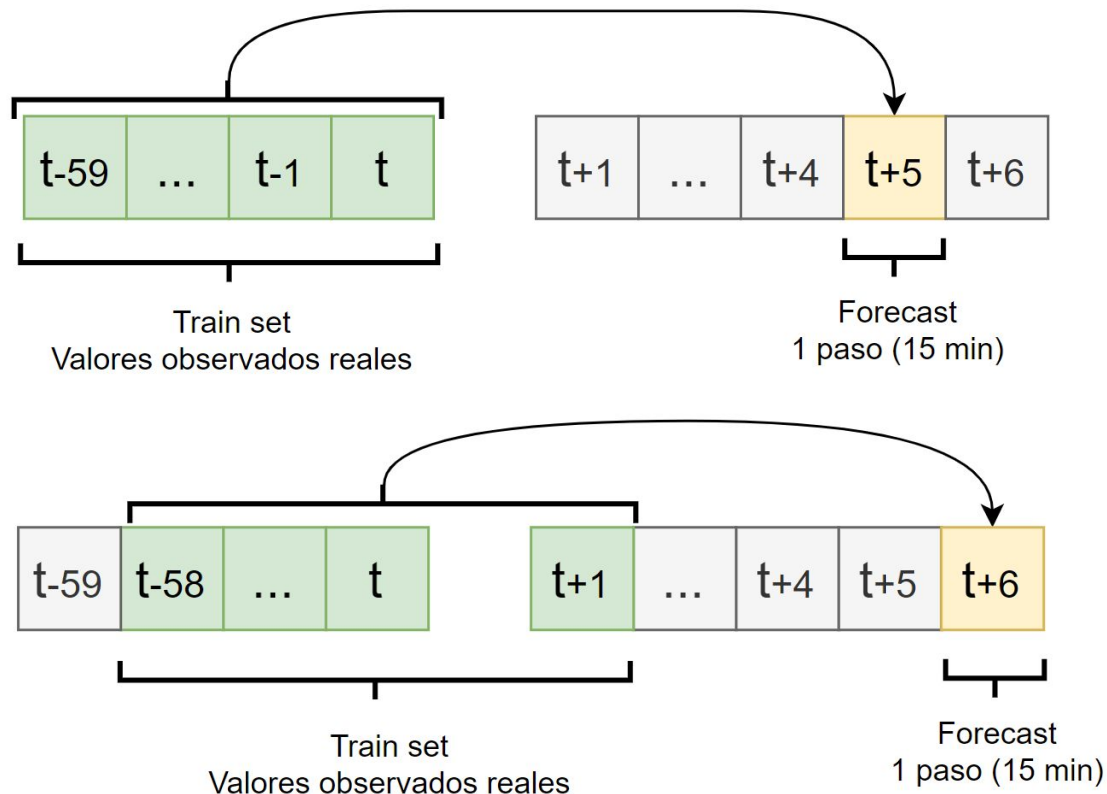 t-59 ... t-1 t t+1 ... t+4 t+5 t+6
Train set
Valores observados reales
Forecast
1 paso (15 min)
t-59 t-58 ... t t+1 ... t+4 t+5 t+6
Train set
Valores observados reales
Forecast
1 paso (15 min)